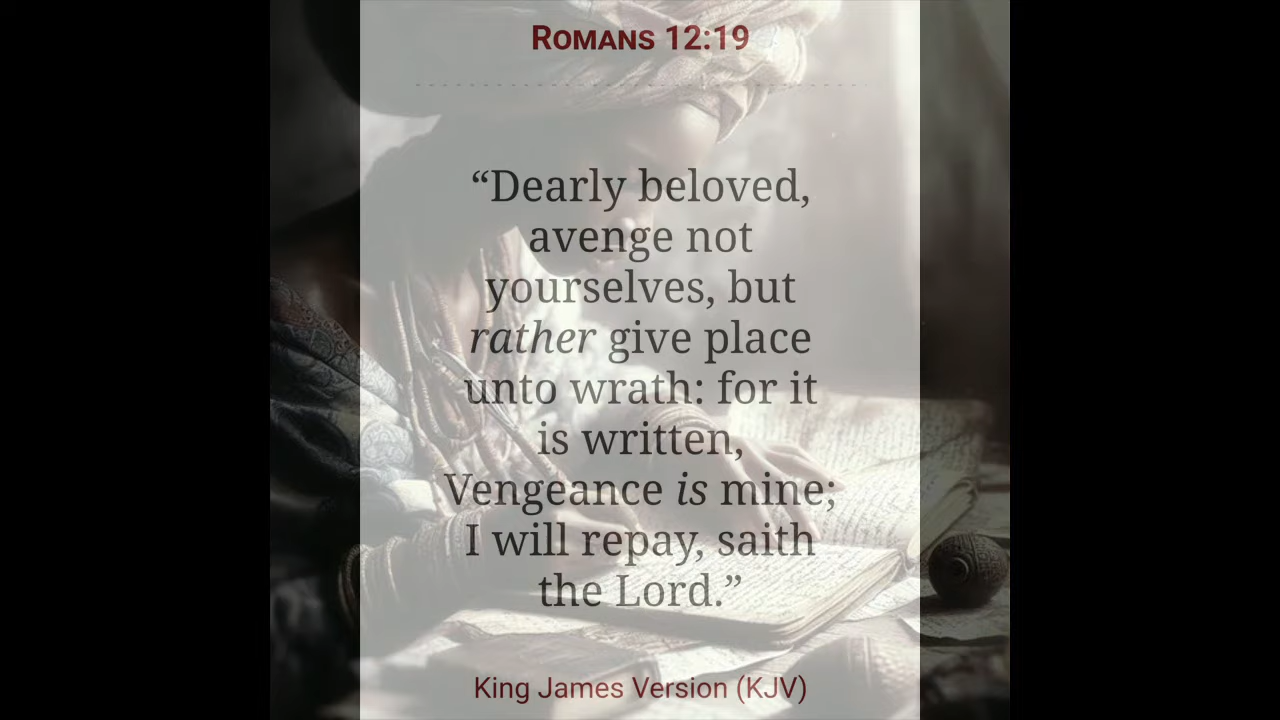 Romans 12:19
“Dearly beloved,
avenge not
yourselves, but
rather give place
unto wrath: for it
is written,
Vengeance is mine;
I will repay, saith
the Lord.”
King James Version (KJV)